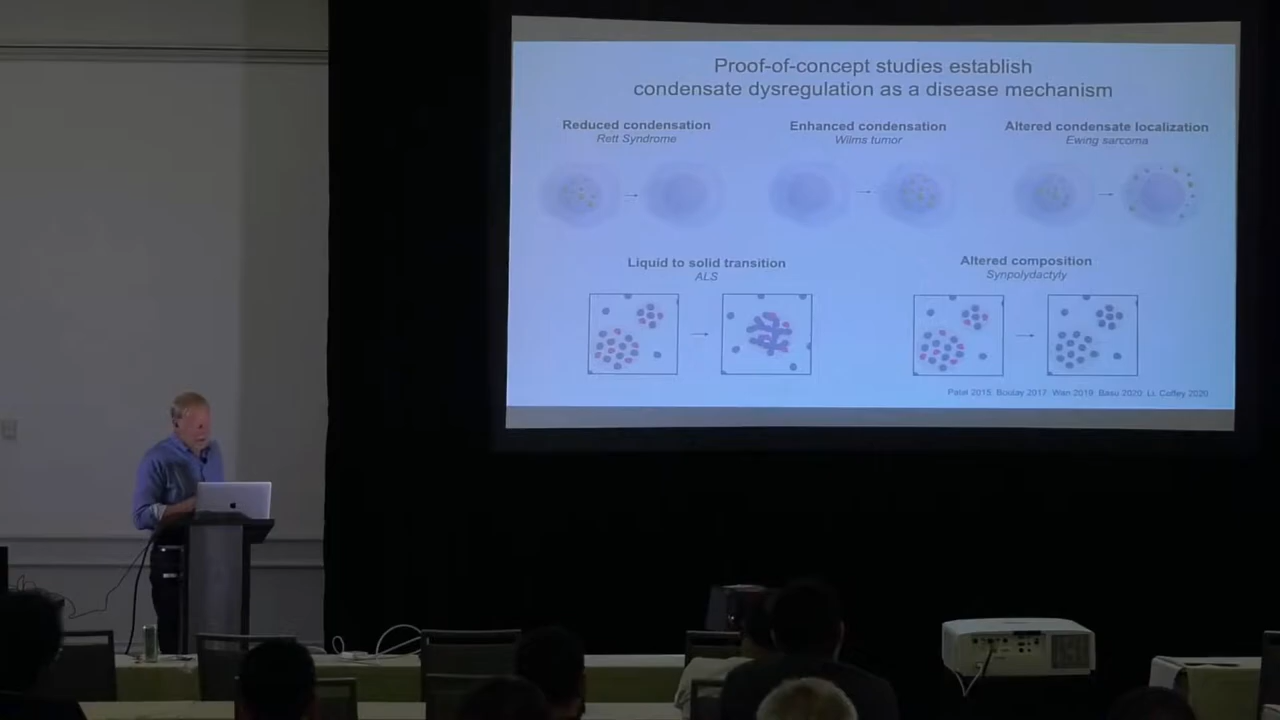 Proof-of-concept studies establish
condensate dysregulation as a disease mechanism
Reduced condensation
Rett Syndrome
Enhanced condensation
Wilms tumor
Altered condensate localization
Ewing sarcoma
Liquid to solid transition
ALS
Altered composition
Synpolydactyly
Patel 2015; Boulay 2017; Wan 2019; Basu 2020; Li, Coffey 2020